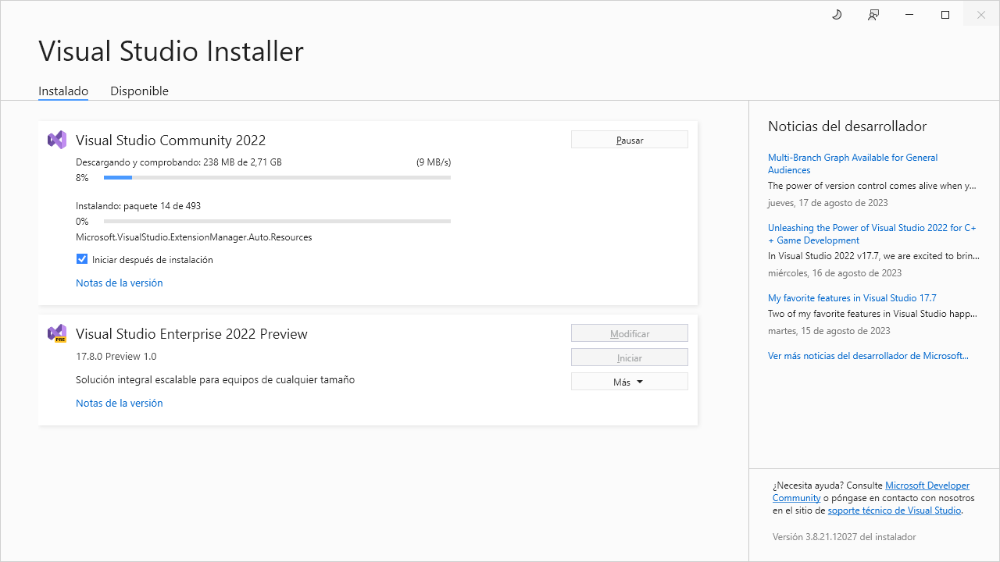 Visual Studio Installer
Instalado
Disponible
Visual Studio Community 2022
Pausar
Descargando y comprobando: 238 MB de 2,71 GB
(9 MB/s)
8%
Instalando: paquete 14 de 493
0%
Microsoft.VisualStudio.ExtensionManager.Auto.Resources
Iniciar después de instalación
Notas de la versión
PRE
Visual Studio Enterprise 2022 Preview
Modificar
17.8.0 Preview 1.0
Iniciar
Solución integral escalable para equipos de cualquier tamaño
Más
Notas de la versión
Noticias del desarrollador
Multi-Branch Graph Available for General
Audiences
The power of version control comes alive when y...
jueves, 17 de agosto de 2023
Unleashing the Power of Visual Studio 2022 for C+
+ Game Development
In Visual Studio 2022 v17.7, we are excited to brin...
miércoles, 16 de agosto de 2023
My favorite features in Visual Studio 17.7
Two of my favorite features in Visual Studio happ...
martes, 15 de agosto de 2023
Ver más noticias del desarrollador de Microsoft...
¿Necesita ayuda? Consulte Microsoft Developer
Community o póngase en contacto con nosotros
en el sitio de soporte técnico de Visual Studio.
Versión 3.8.21.12027 del instalador